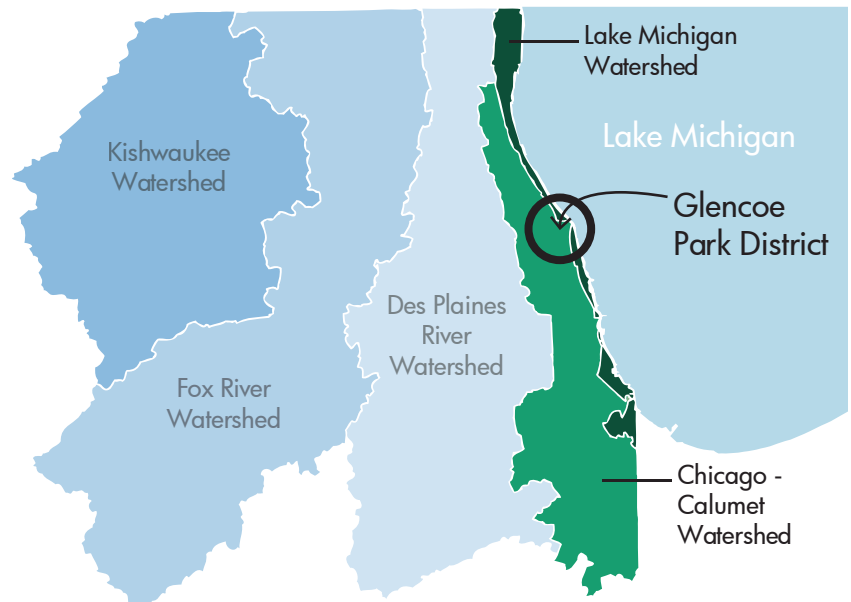 Lake Michigan
Watershed
Kishwaukee
Watershed
Lake Michigan
Glencoe
Park District
Des Plaines
River
Watershed
Fox River
Watershed
Chicago -
Calumet
Watershed